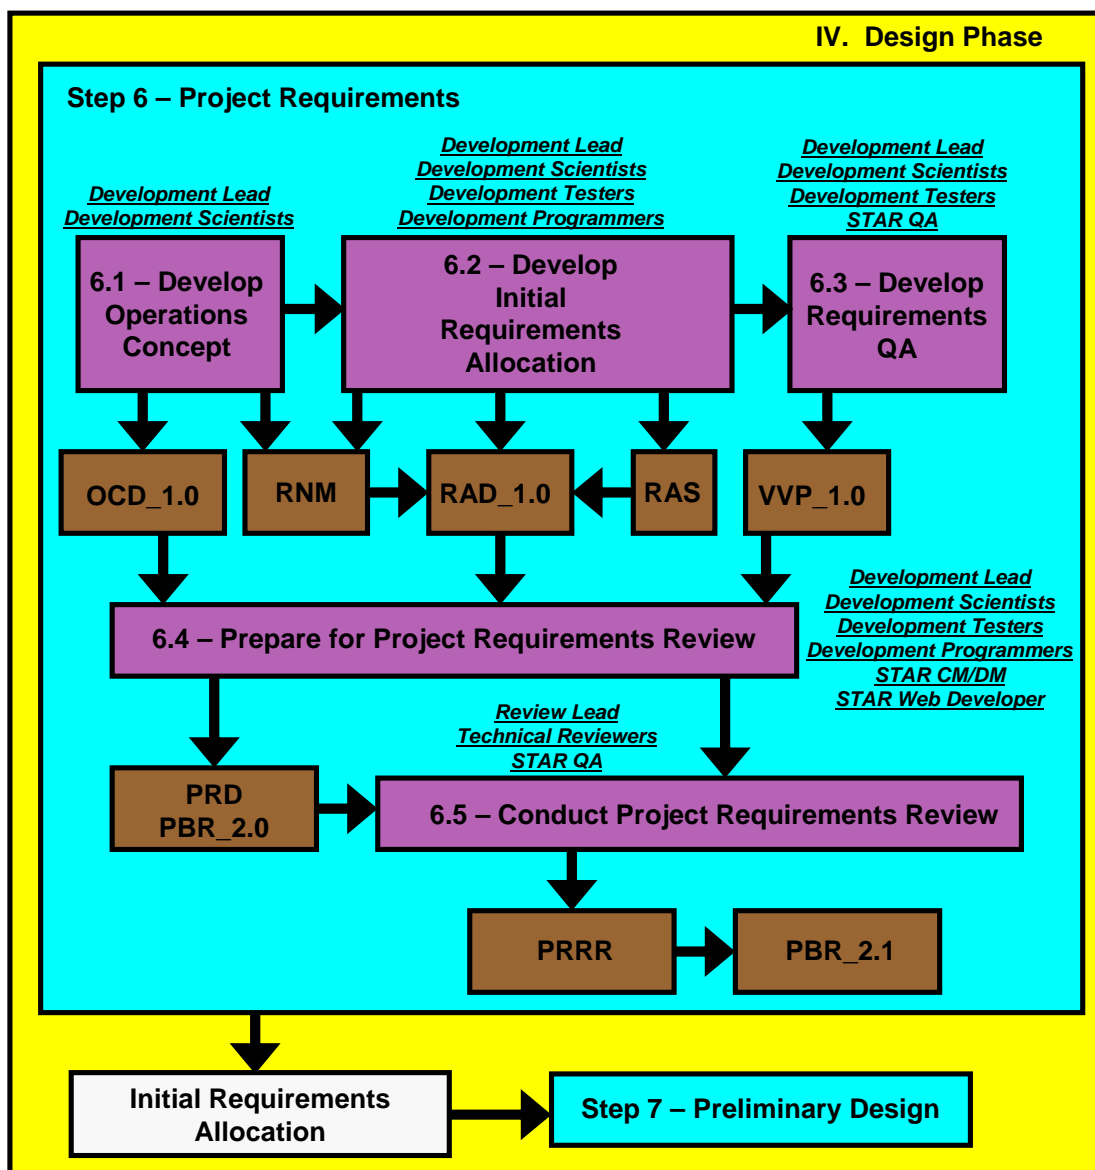 IV. Design Phase
Step 6 – Project Requirements
Development Lead
Development Scientists
Development Lead
Development Scientists
Development Testers
Development Programmers
Development Lead
Development Scientists
Development Testers
STAR QA
6.1 – Develop
Operations
Concept
6.2 – Develop
Initial
Requirements
Allocation
6.3 – Develop
Requirements
QA
OCD_1.0
RNM
RAD_1.0
RAS
VVP_1.0
6.4 – Prepare for Project Requirements Review
Development Lead
Development Scientists
Development Testers
Development Programmers
STAR CM/DM
STAR Web Developer
Review Lead
Technical Reviewers
STAR QA
PRD
PBR_2.0
6.5 – Conduct Project Requirements Review
PRRR
PBR_2.1
Initial Requirements
Allocation
Step 7 – Preliminary Design